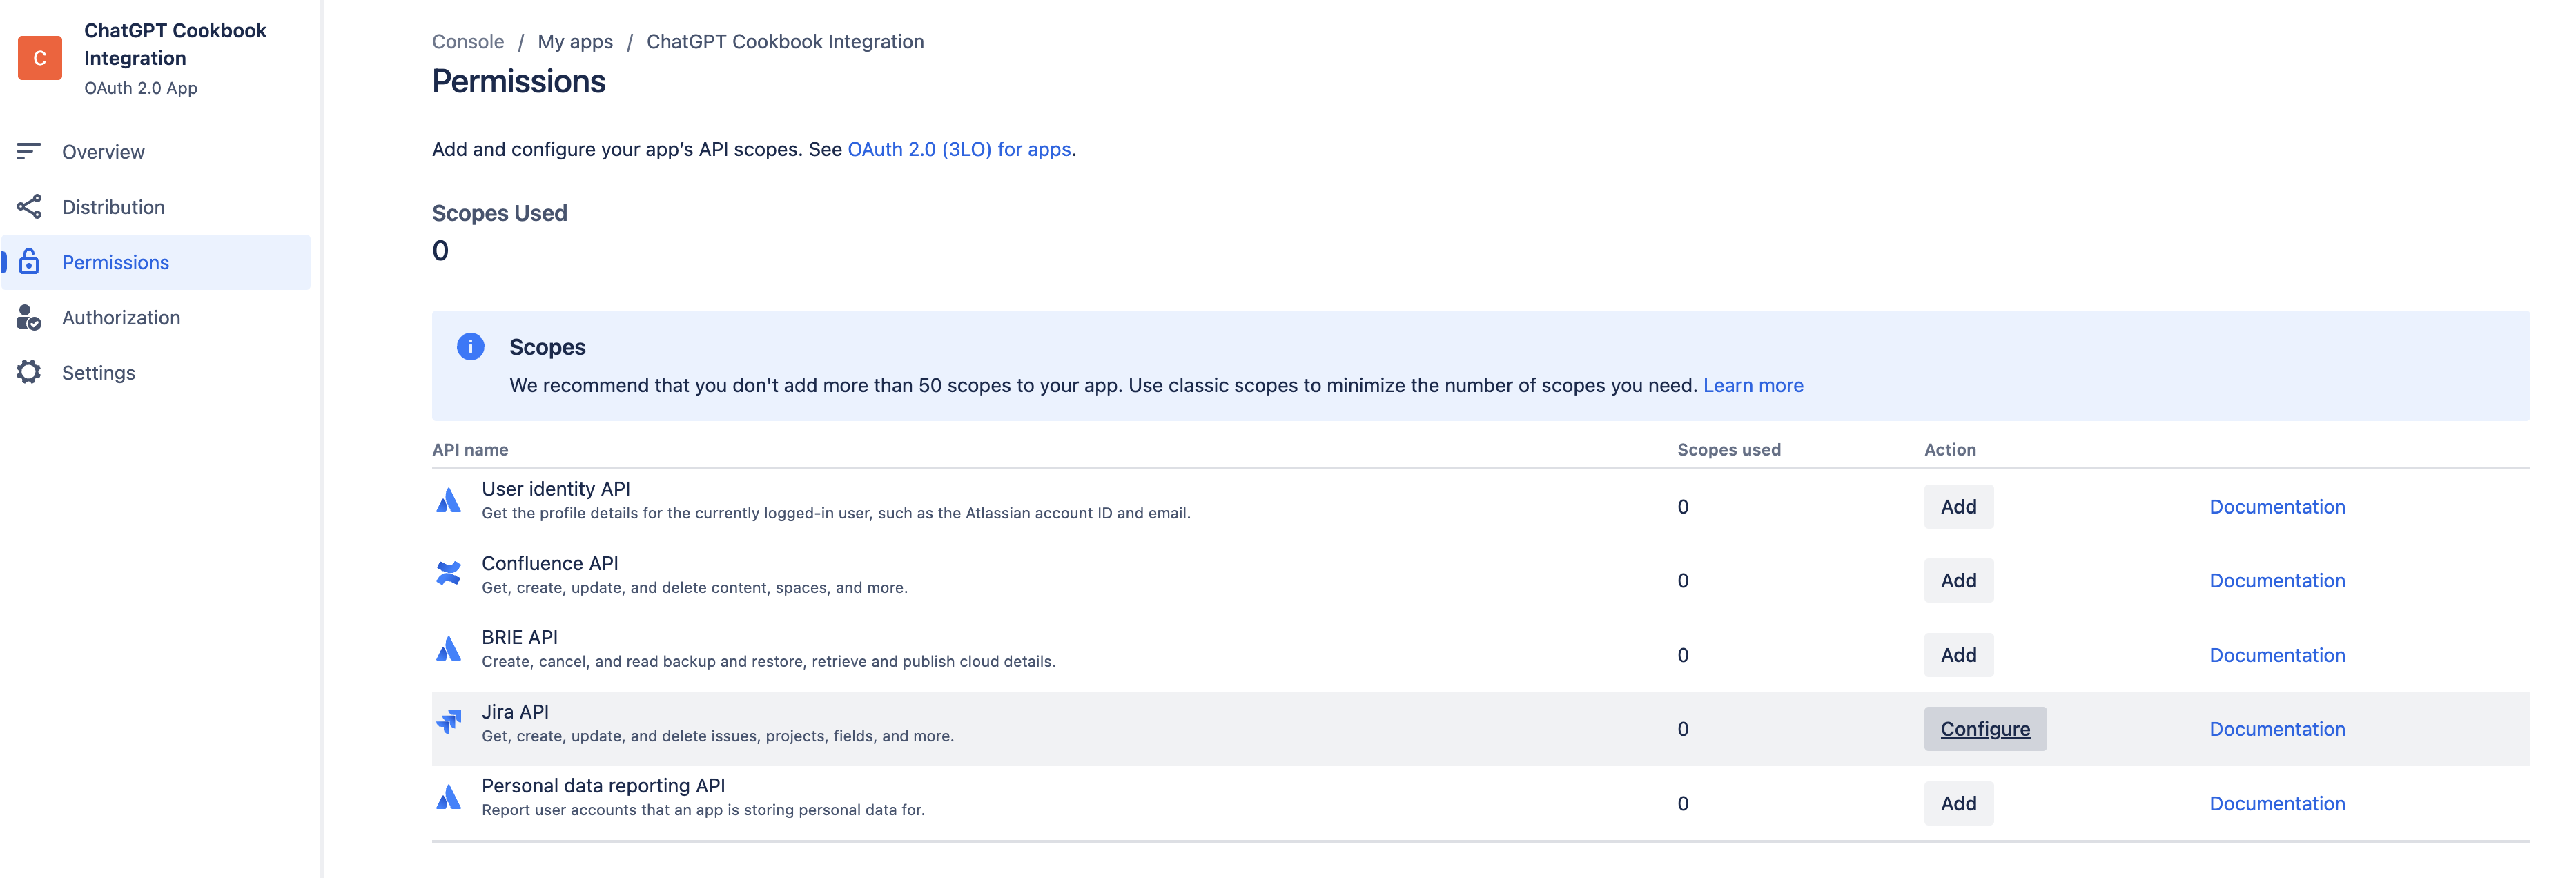 C
ChatGPT Cookbook
Integration
OAuth 2.0 App
Overview
Distribution
Permissions
Authorization
Settings
Console / My apps / ChatGPT Cookbook Integration
Permissions
Add and configure your app’s API scopes. See OAuth 2.0 (3LO) for apps.
Scopes Used
0
Scopes
We recommend that you don't add more than 50 scopes to your app. Use classic scopes to minimize the number of scopes you need. Learn more
API name Scopes used Action
User identity API
Get the profile details for the currently logged-in user, such as the Atlassian account ID and email.
0 Add Documentation
Confluence API
Get, create, update, and delete content, spaces, and more.
0 Add Documentation
BRIE API
Create, cancel, and read backup and restore, retrieve and publish cloud details.
0 Add Documentation
Jira API
Get, create, update, and delete issues, projects, fields, and more.
0 Configure Documentation
Personal data reporting API
Report user accounts that an app is storing personal data for.
0 Add Documentation